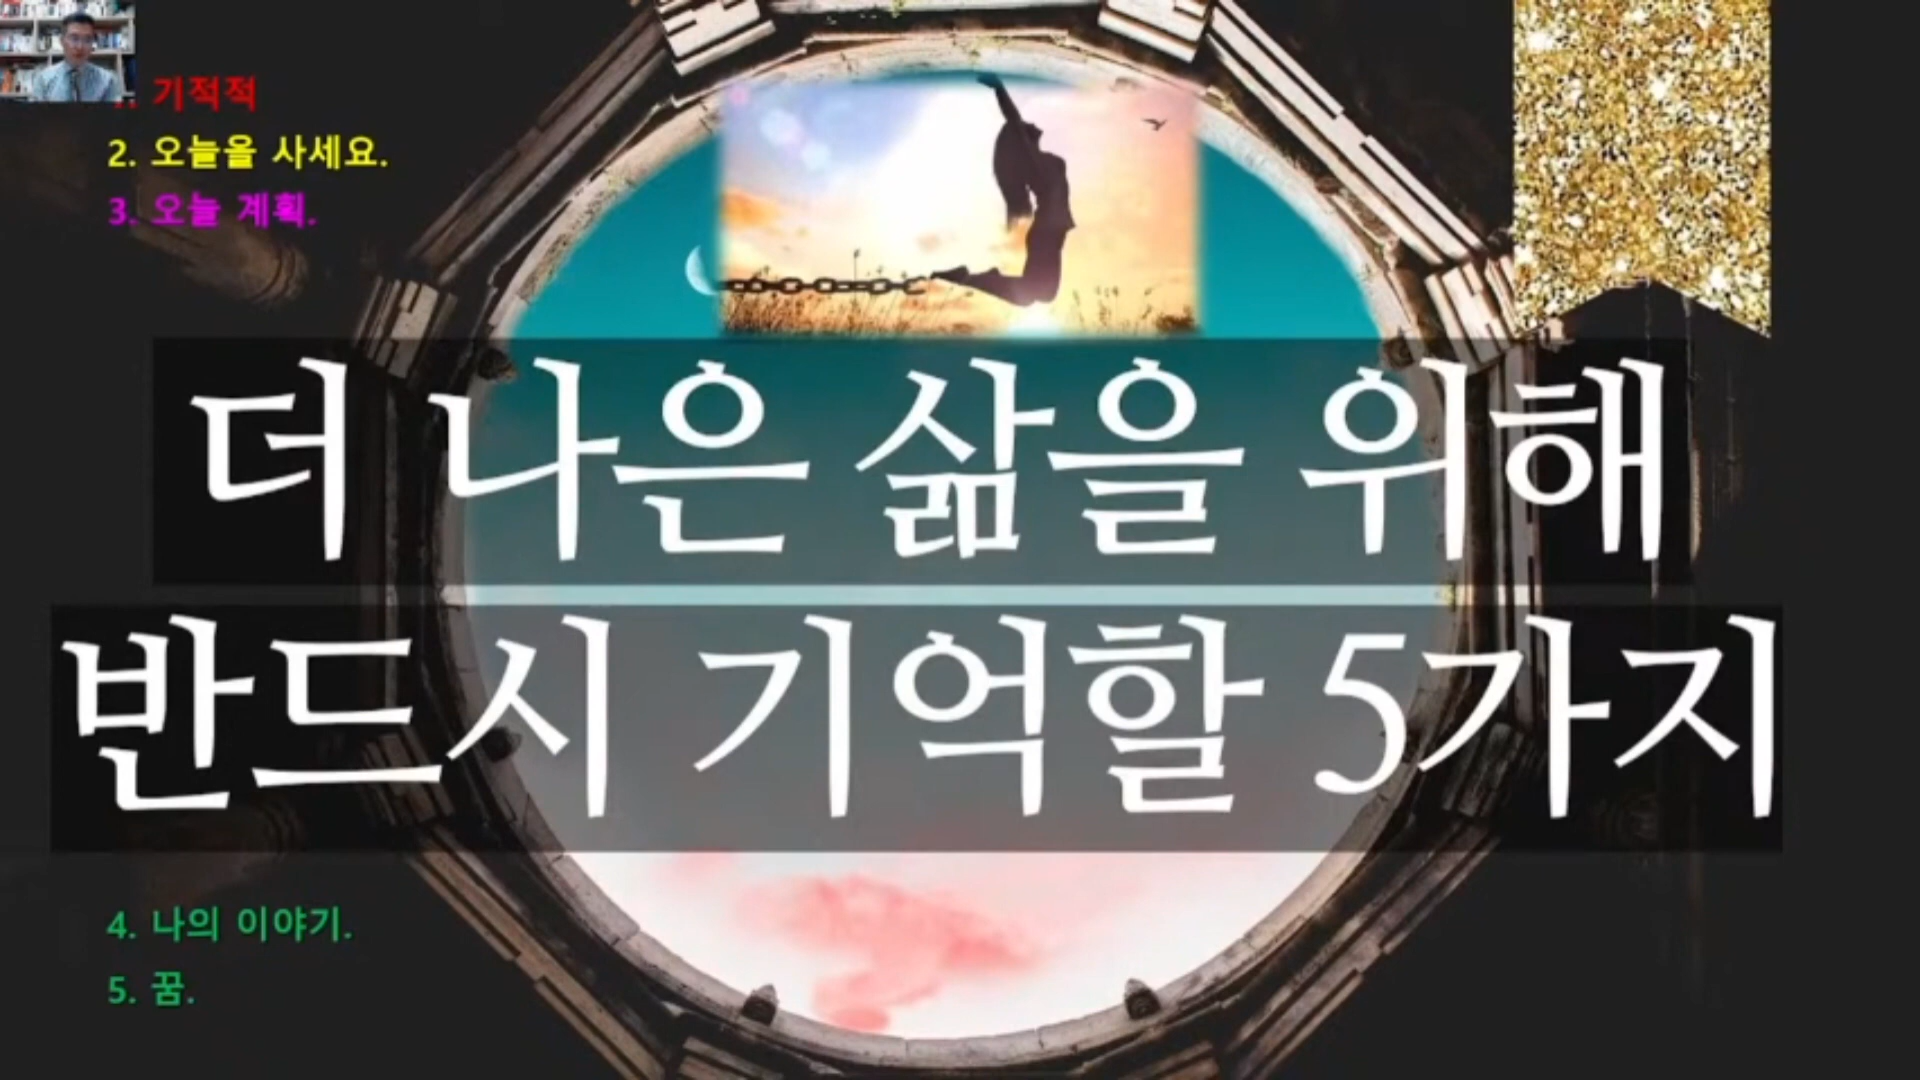 1. 기적적
2. 오늘을 사세요.
3. 오늘 계획.
더 나은 삶을 위해
반드시 기억할 5가지
4. 나의 이야기.
5. 꿈.